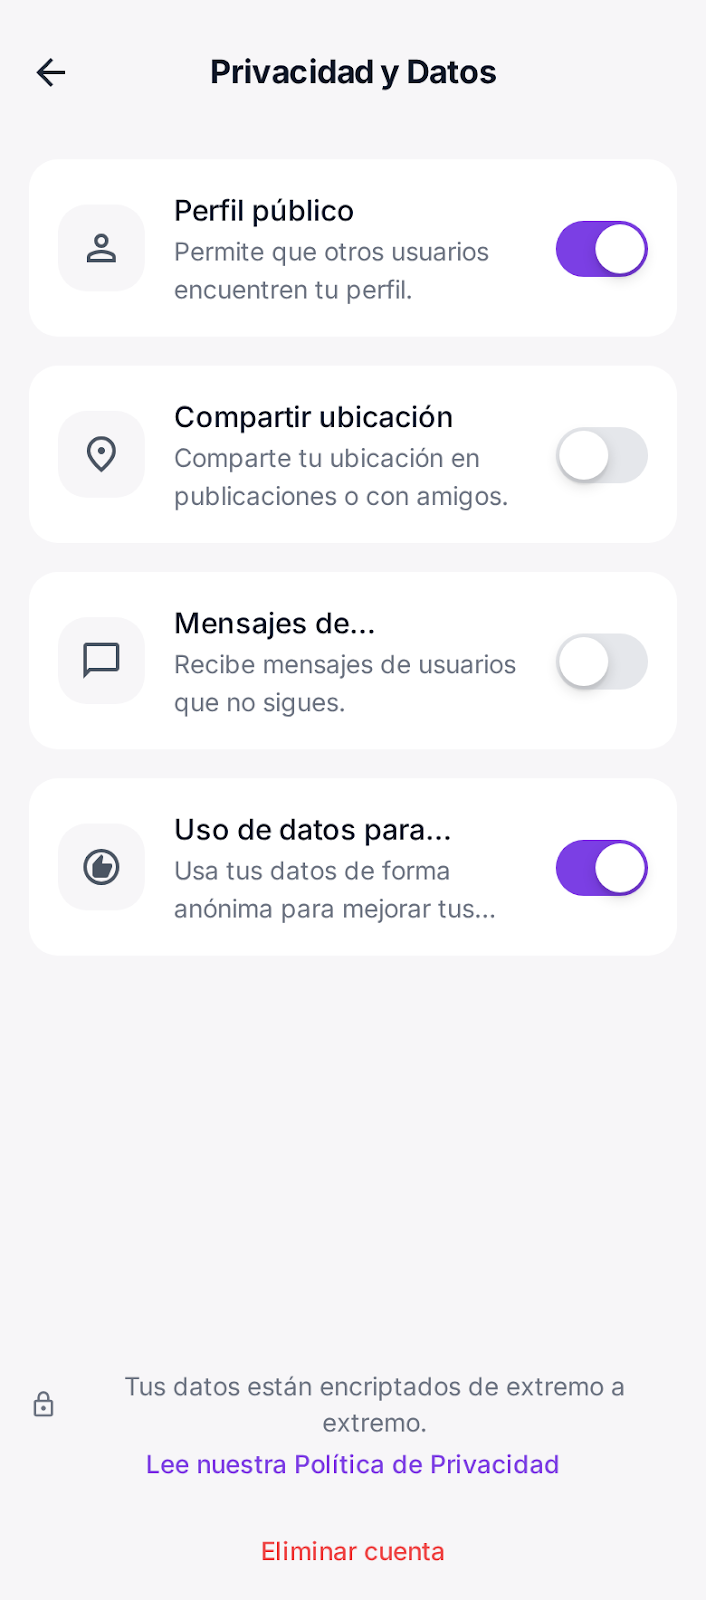 Privacidad y Datos
Perfil público
Permite que otros usuarios
encuentren tu perfil.
Compartir ubicación
Comparte tu ubicación en
publicaciones o con amigos.
Mensajes de...
Recibe mensajes de usuarios
que no sigues.
Uso de datos para...
Usa tus datos de forma
anónima para mejorar tus...
Tus datos están encriptados de extremo a
extremo.
Lee nuestra Política de Privacidad
Eliminar cuenta